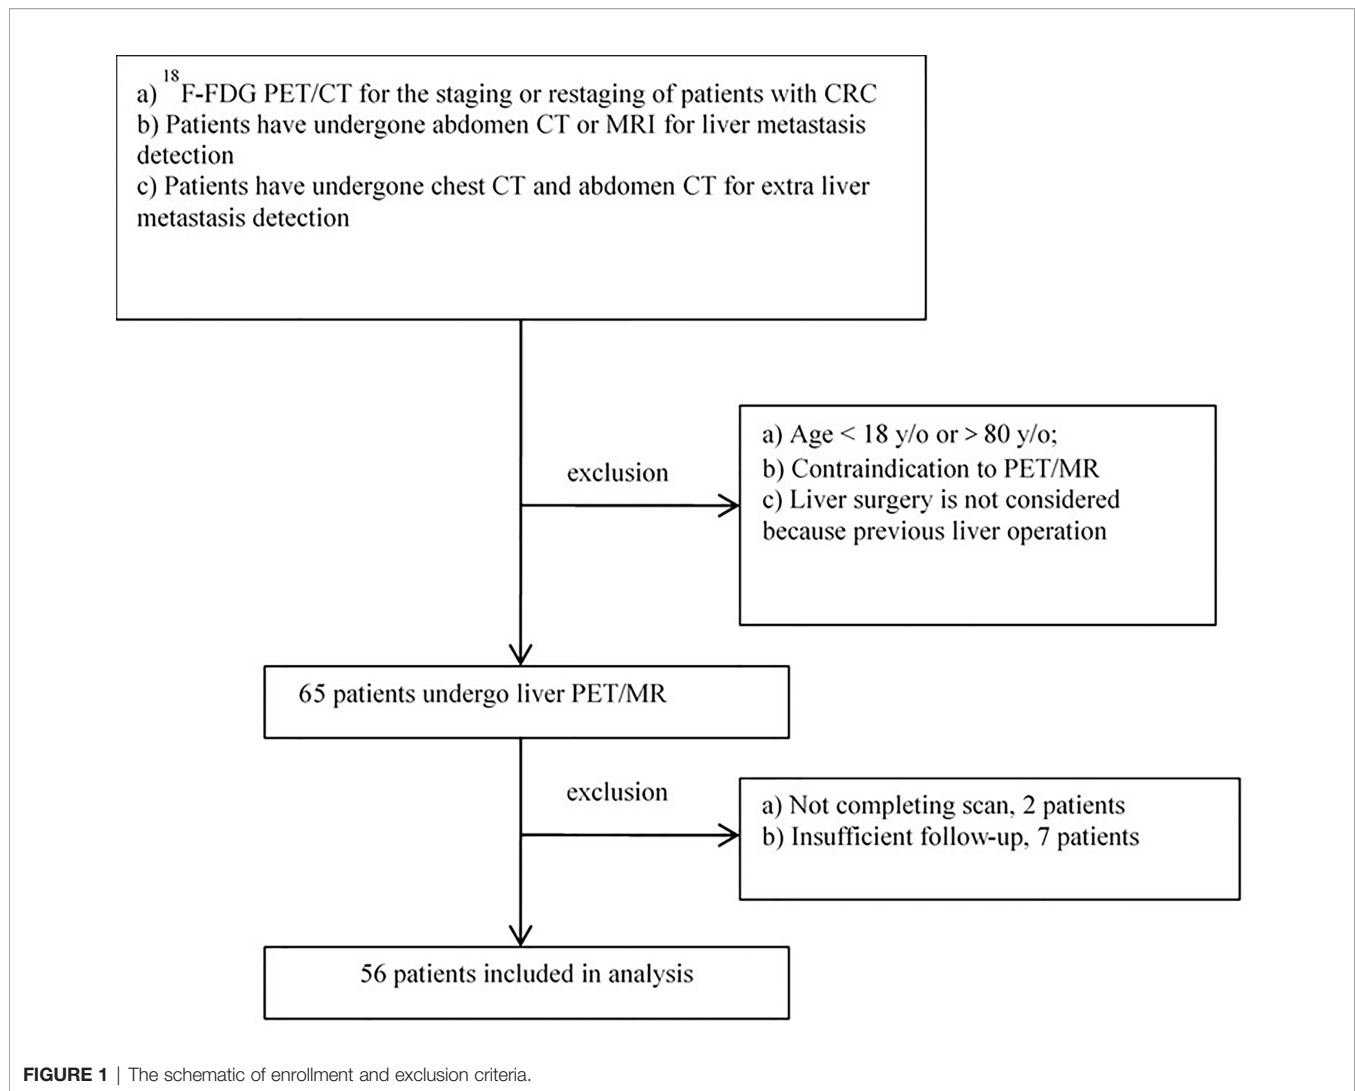 a) 18F-FDG PET/CT for the staging or restaging of patients with CRC
b) Patients have undergone abdomen CT or MRI for liver metastasis
detection
c) Patients have undergone chest CT and abdomen CT for extra liver
metastasis detection
exclusion
a) Age < 18 y/o or > 80 y/o;
b) Contraindication to PET/MR
c) Liver surgery is not considered
because previous liver operation
65 patients undergo liver PET/MR
exclusion
a) Not completing scan, 2 patients
b) Insufficient follow-up, 7 patients
56 patients included in analysis
FIGURE 1 | The schematic of enrollment and exclusion criteria.